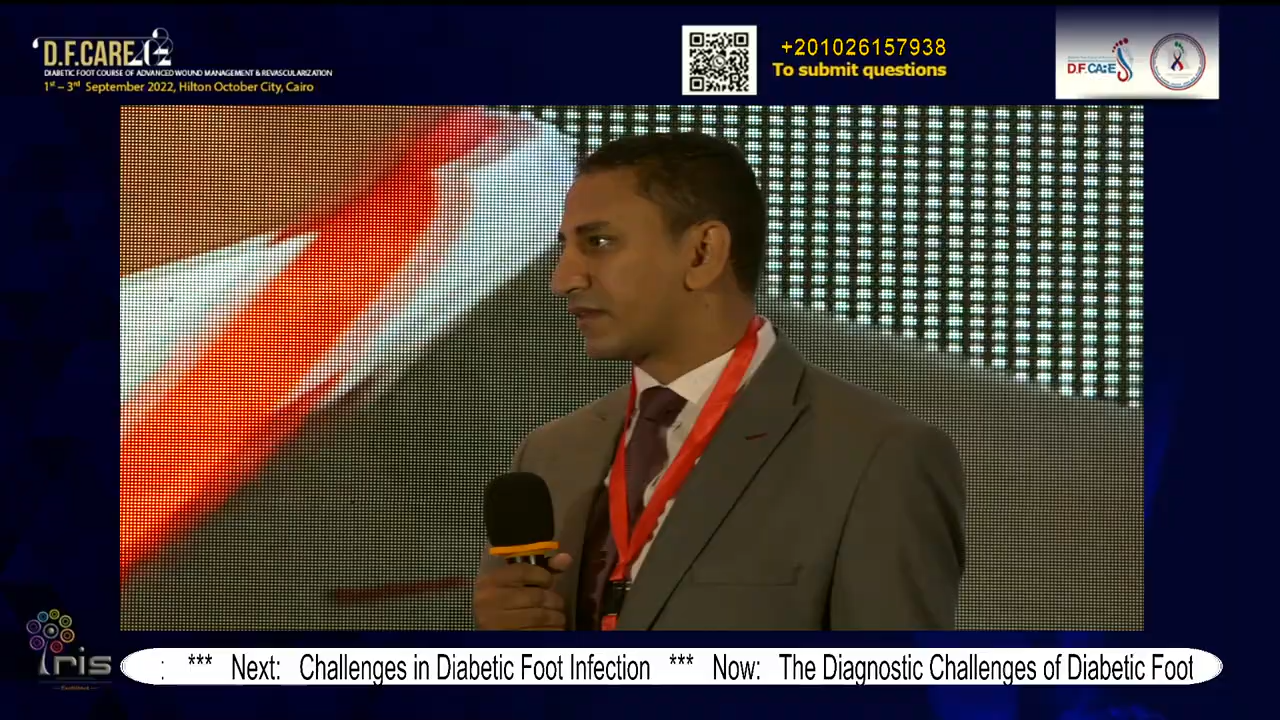 D.F.CARE
DIABETIC FOOT COURSE OF ADVANCED WOUND MANAGEMENT & REVASCULARIZATION
1st – 3rd September 2022, Hilton October City, Cairo
+201026157938
To submit questions
D.F.CARE
Iris
: *** Next: Challenges in Diabetic Foot Infection *** Now: The Diagnostic Challenges of Diabetic Foot